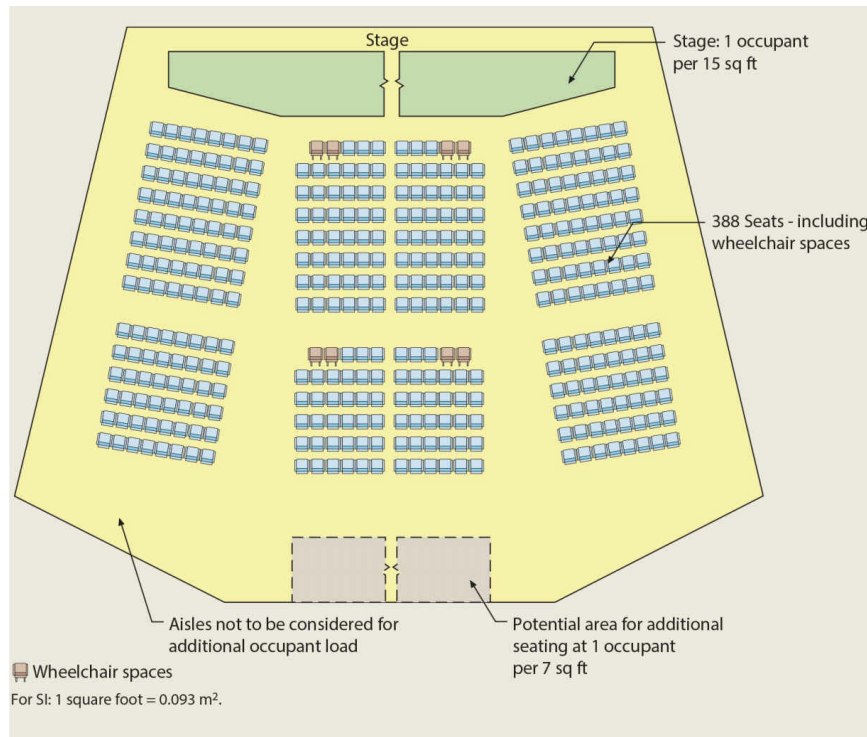 Stage
Stage: 1 occupant
per 15 sq ft
388 Seats - including
wheelchair spaces
Aisles not to be considered for
additional occupant load
Potential area for additional
seating at 1 occupant
per 7 sq ft
Wheelchair spaces
For SI: 1 square foot = 0.093 m².